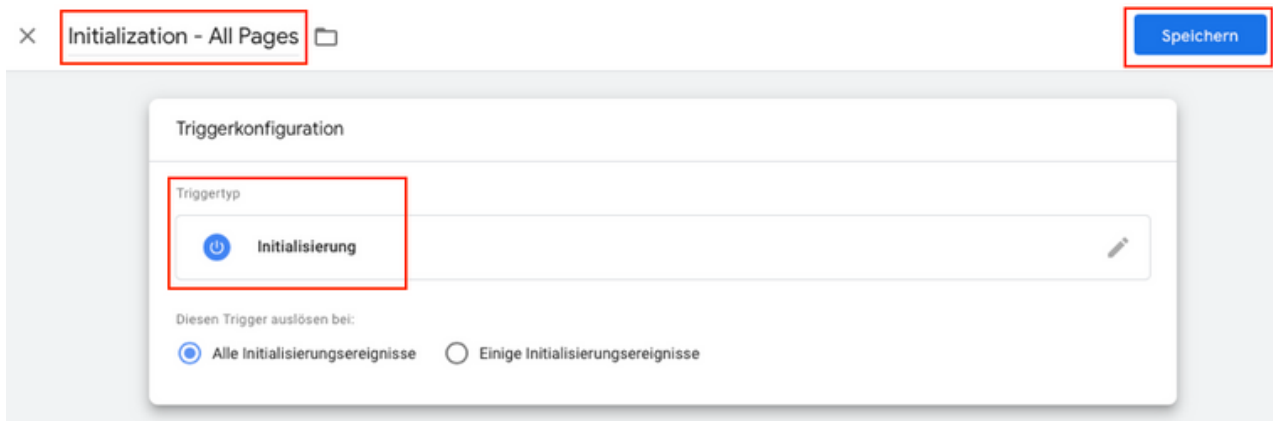 Initialization - All Pages
Speichern
Triggerkonfiguration
Triggertyp
Initialisierung
Diesen Trigger auslösen bei:
Alle Initialisierungsereignisse Einige Initialisierungsereignisse